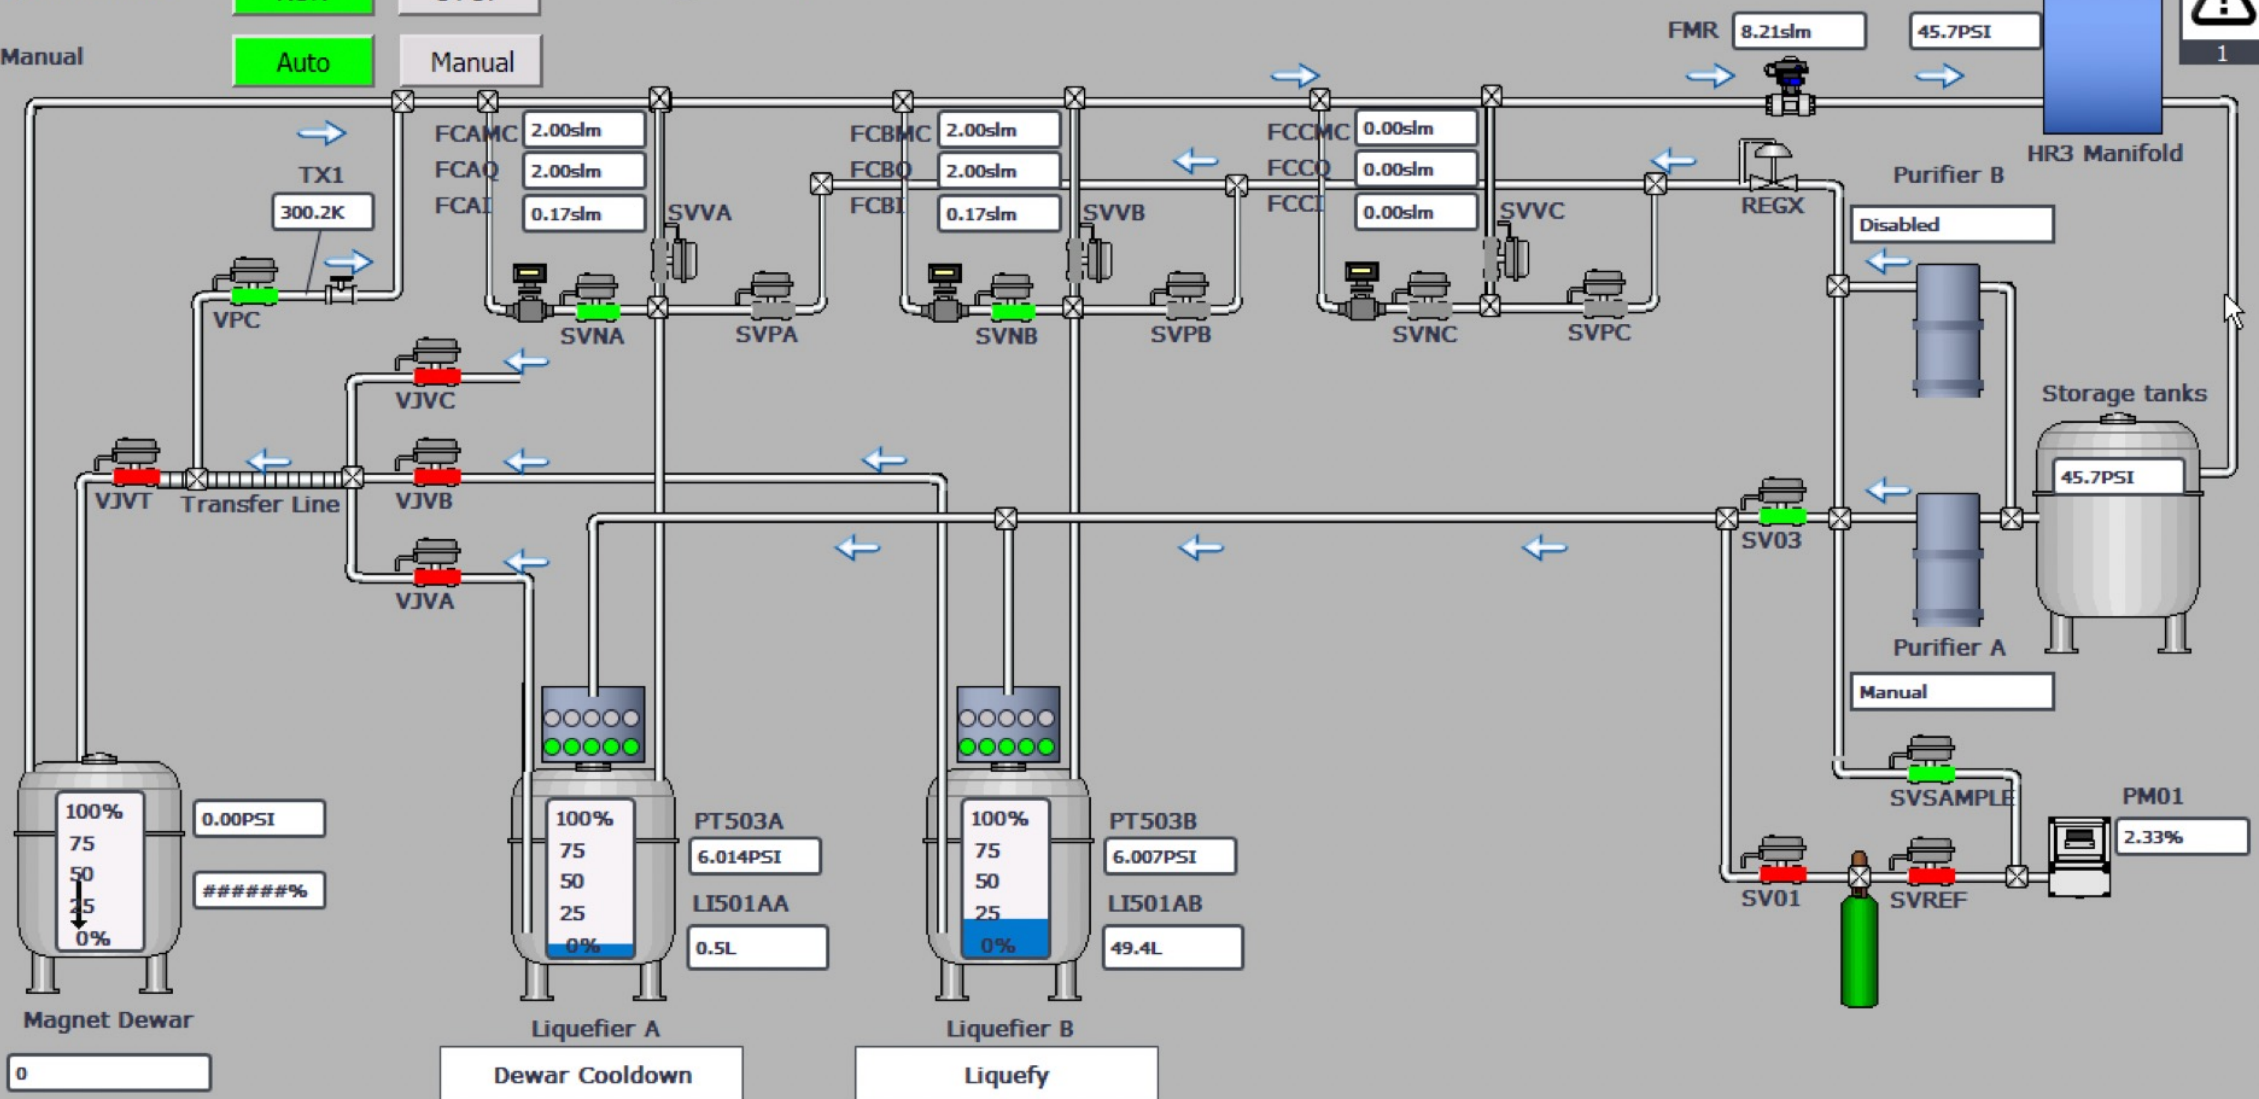 Manual
Auto
Manual
FMR
8.21slm
45.7PSI
1
HR3 Manifold
TX1
300.2K
FCAMC
2.00slm
FCAQ
2.00slm
FCAI
0.17slm
SVVA
FCBMC
2.00slm
FCBQ
2.00slm
FCBI
0.17slm
SVVB
FCCMC
0.00slm
FCCQ
0.00slm
FCCI
0.00slm
SVVC
REGX
Purifier B
Disabled
VPC
SVNA
SVPA
SVNB
SVPB
SVNC
SVPC
VJVC
Storage tanks
45.7PSI
VJVT
Transfer Line
VJVB
SV03
VJVA
Purifier A
Manual
SVSAMPLE
PM01
2.33%
SV01
SVREF
100%
75
50
25
0%
0.00PSI
######%
Magnet Dewar
0
100%
75
50
25
0%
PT503A
6.014PSI
LI501AA
0.5L
Liquefier A
Dewar Cooldown
100%
75
50
25
0%
PT503B
6.007PSI
LI501AB
49.4L
Liquefier B
Liquefy